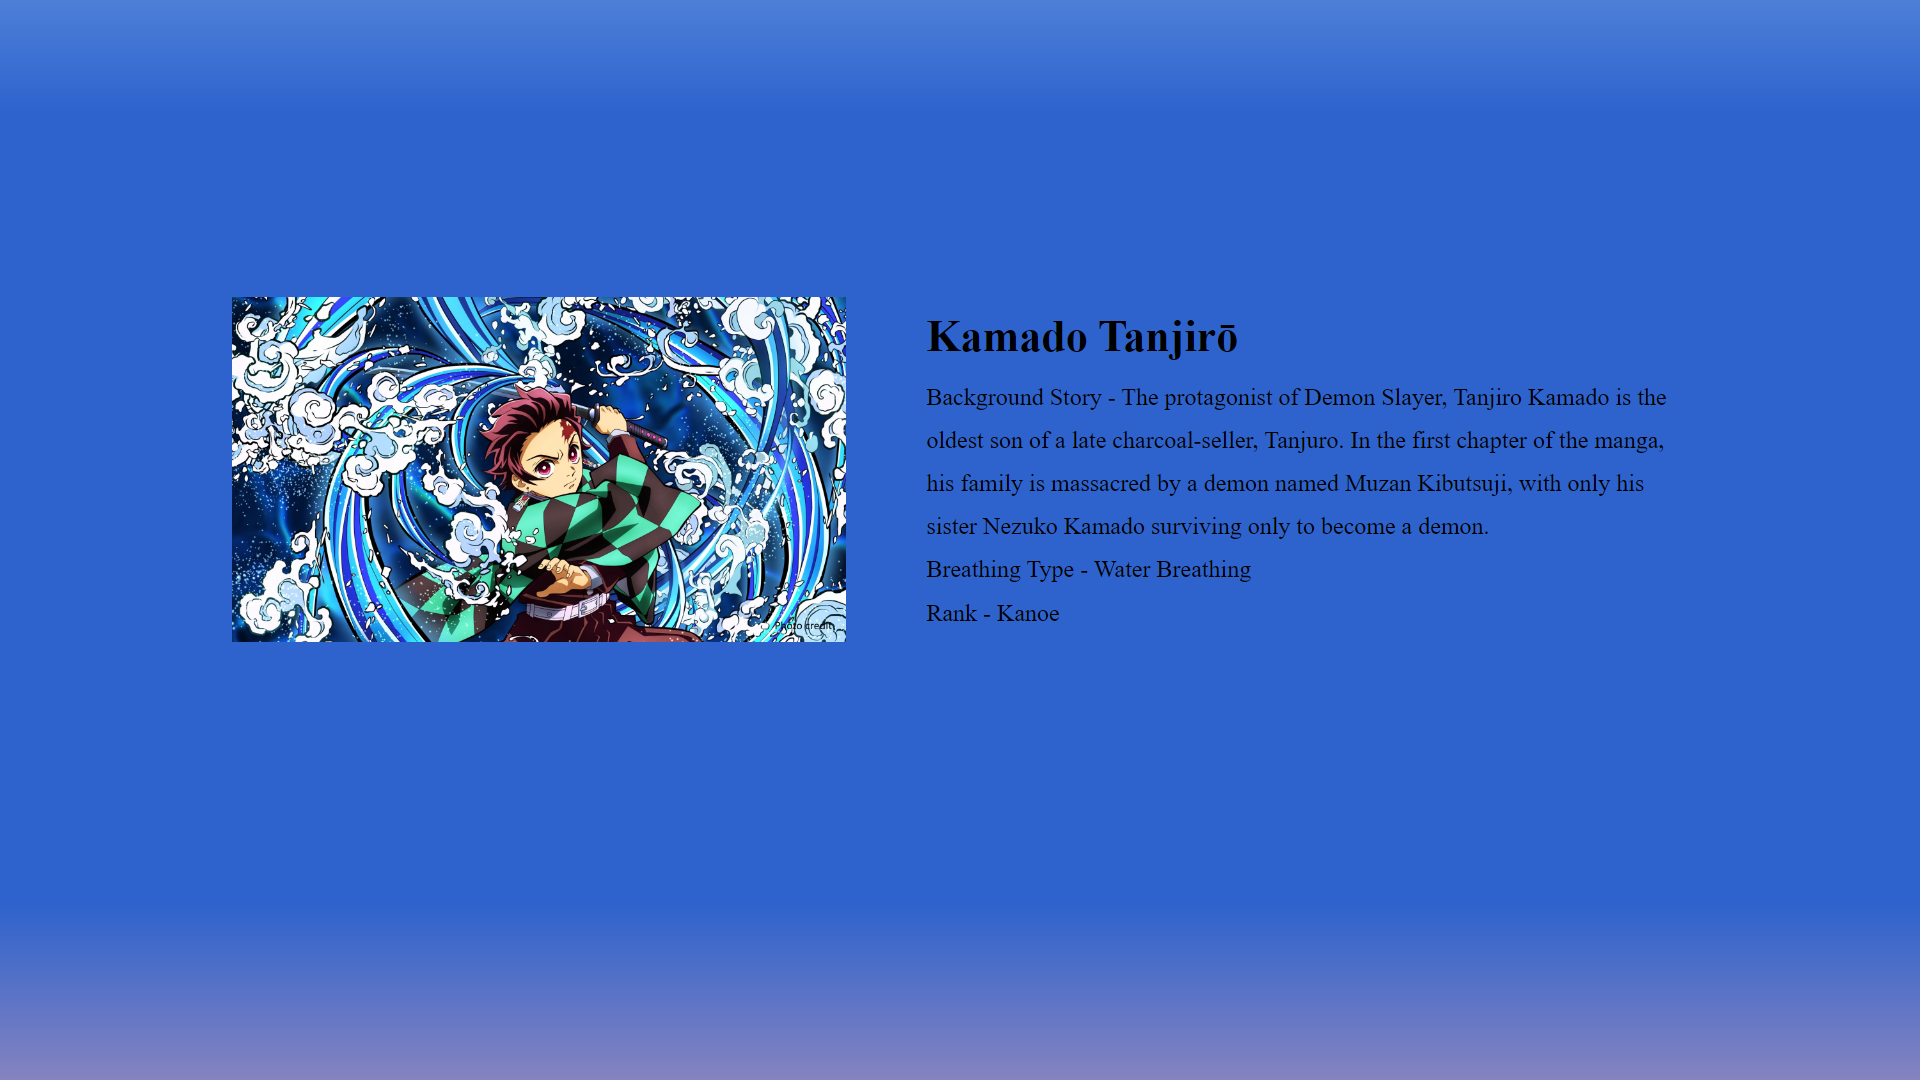 Kamado Tanjirō
Background Story - The protagonist of Demon Slayer, Tanjiro Kamado is the
oldest son of a late charcoal-seller, Tanjuro. In the first chapter of the manga,
his family is massacred by a demon named Muzan Kibutsuji, with only his
sister Nezuko Kamado surviving only to become a demon.
Breathing Type - Water Breathing
Rank - Kanoe
Photo credit